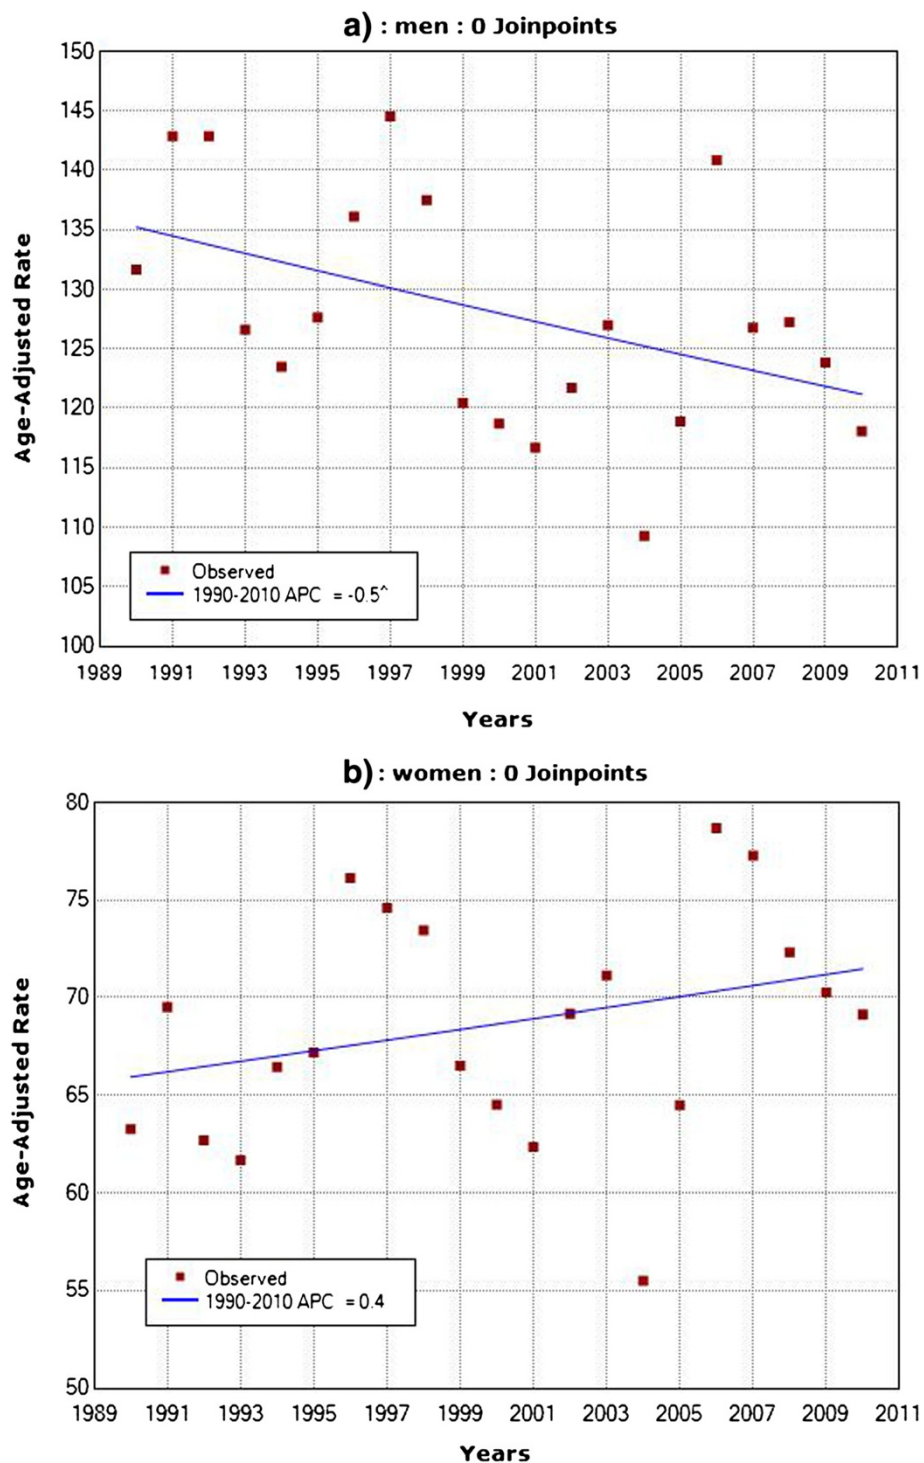 a) : men : 0 Joinpoints
150
145
140
135
130
125
120
115
110
105
100
Age-Adjusted Rate
Observed
1990-2010 APC = -0.5^
1989 1991 1993 1995 1997 1999 2001 2003 2005 2007 2009 2011
Years
b) : women : 0 Joinpoints
80
75
70
65
60
55
50
Age-Adjusted Rate
Observed
1990-2010 APC = 0.4
1989 1991 1993 1995 1997 1999 2001 2003 2005 2007 2009 2011
Years